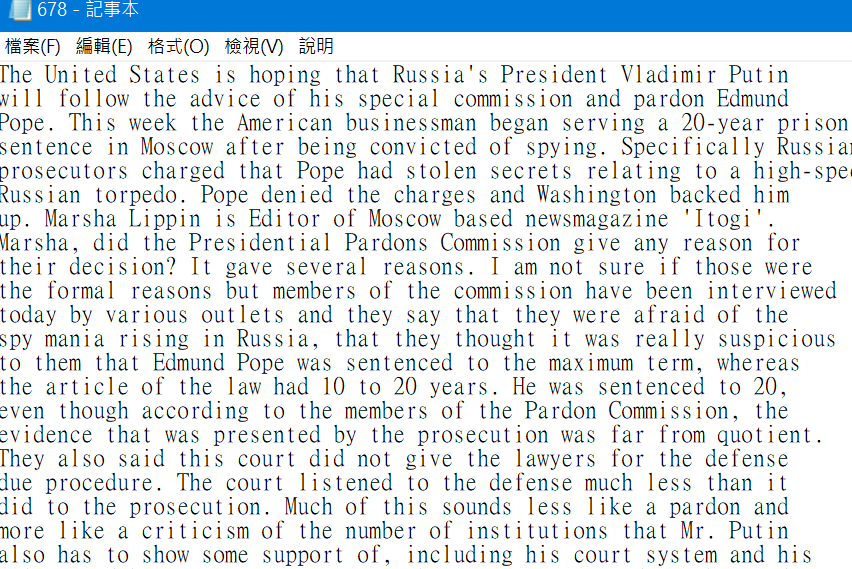 678 - 記事本
檔案(F) 編輯(E) 格式(O) 檢視(V) 說明
The United States is hoping that Russia's President Vladimir Putin
will follow the advice of his special commission and pardon Edmund
Pope. This week the American businessman began serving a 20-year prison
sentence in Moscow after being convicted of spying. Specifically Russian
prosecutors charged that Pope had stolen secrets relating to a high-spe
Russian torpedo. Pope denied the charges and Washington backed him
up. Marsha Lippin is Editor of Moscow based newsmagazine 'Itogi'.
Marsha, did the Presidential Pardons Commission give any reason for
their decision? It gave several reasons. I am not sure if those were
the formal reasons but members of the commission have been interviewed
today by various outlets and they say that they were afraid of the
spy mania rising in Russia, that they thought it was really suspicious
to them that Edmund Pope was sentenced to the maximum term, whereas
the article of the law had 10 to 20 years. He was sentenced to 20,
even though according to the members of the Pardon Commission, the
evidence that was presented by the prosecution was far from quotient.
They also said this court did not give the lawyers for the defense
due procedure. The court listened to the defense much less than it
did to the prosecution. Much of this sounds less like a pardon and
more like a criticism of the number of institutions that Mr. Putin
also has to show some support of, including his court system and his